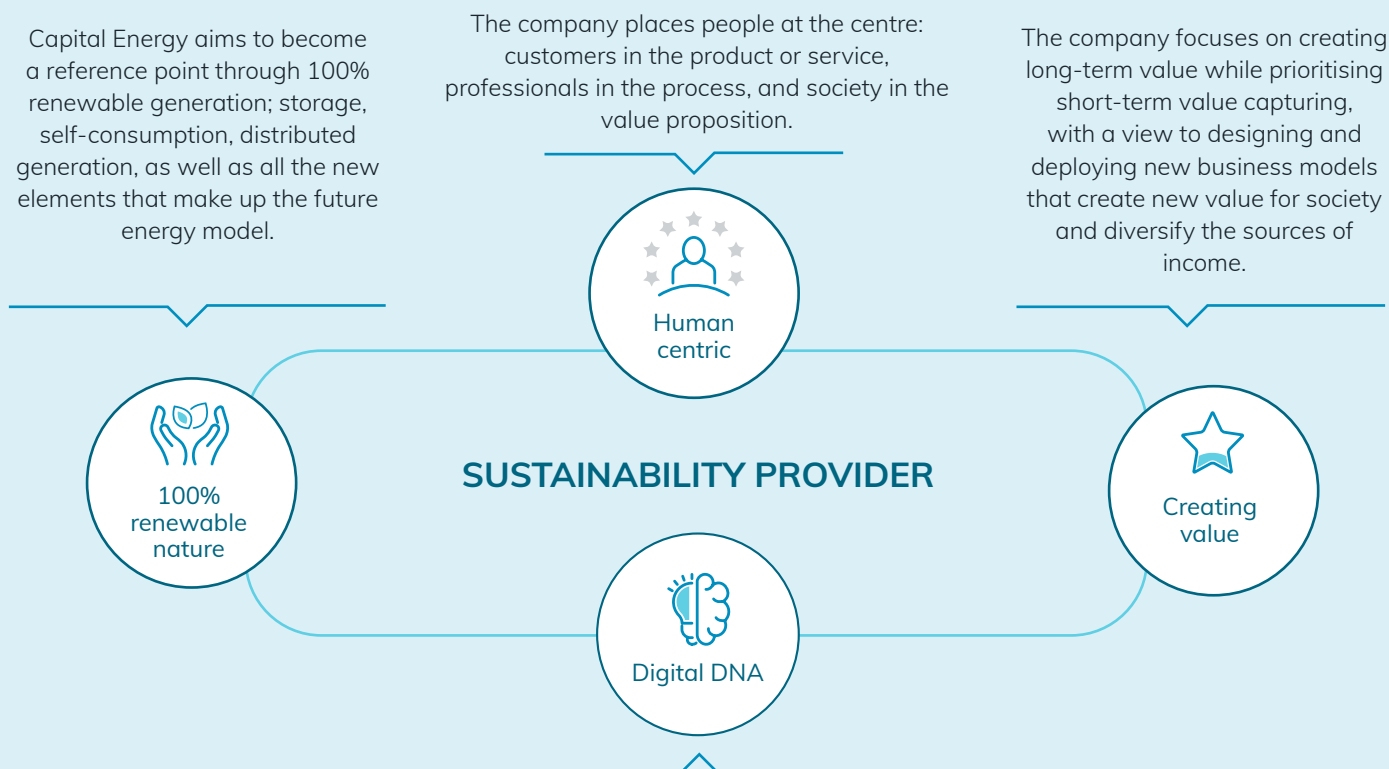 Capital Energy aims to become
a reference point through 100%
renewable generation; storage,
self-consumption, distributed
generation, as well as all the new
elements that make up the future
energy model.
The company places people at the centre:
customers in the product or service,
professionals in the process, and society in the
value proposition.
The company focuses on creating
long-term value while prioritising
short-term value capturing,
with a view to designing and
deploying new business models
that create new value for society
and diversify the sources of
income.
Human
centric
100%
renewable
nature
SUSTAINABILITY PROVIDER
Creating
value
Digital DNA